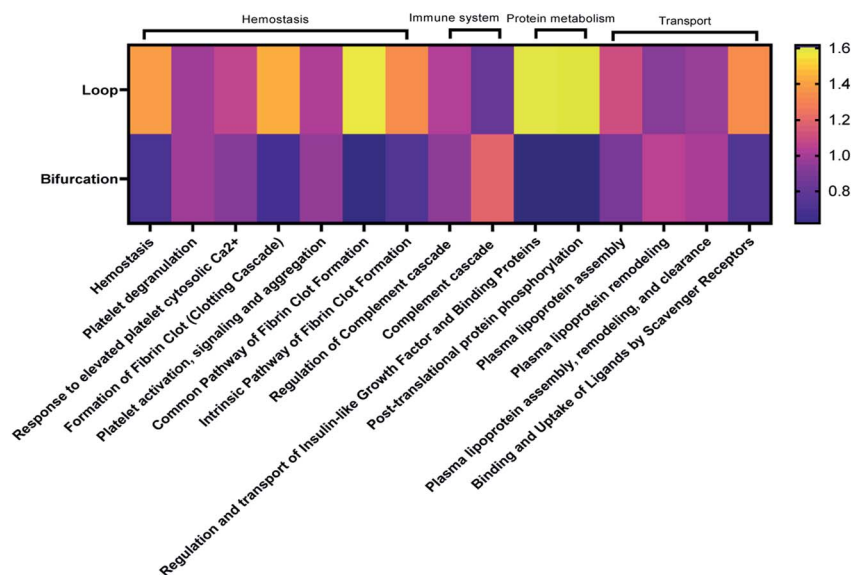 Hemostasis
Immune system
Protein metabolism
Transport
Loop
Bifurcation
1.6
1.4
1.2
1.0
0.8
Hemostasis
Platelet degranulation
Response to elevated platelet cytosolic Ca2+
Formation of Fibrin Clot (Clotting Cascade)
Platelet activation, signaling and aggregation
Common Pathway of Fibrin Clot Formation
Intrinsic Pathway of Fibrin Clot Formation
Regulation of Complement cascade
Complement cascade
Regulation and transport of Insulin-like Growth Factor and Binding Proteins
Post-translational protein phosphorylation
Plasma lipoprotein assembly
Plasma lipoprotein remodeling
Plasma lipoprotein assembly, remodeling, and clearance
Binding and Uptake of Ligands by Scavenger Receptors